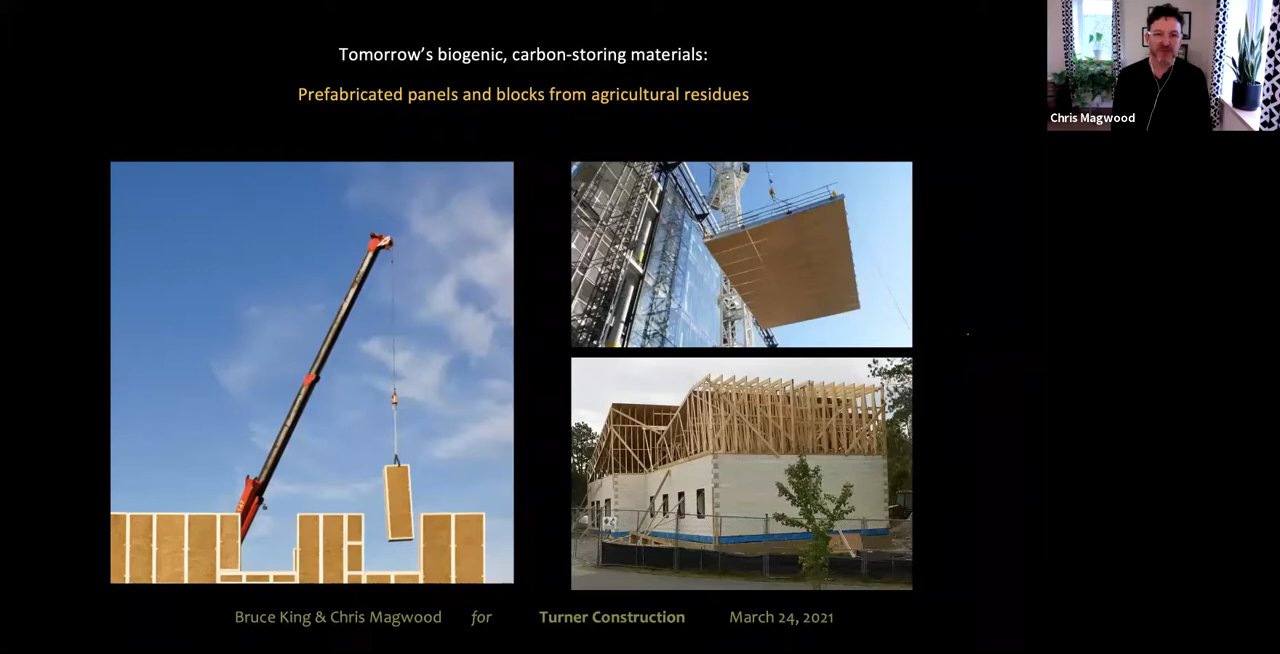 Tomorrow's biogenic, carbon-storing materials:
Prefabricated panels and blocks from agricultural residues
Chris Magwood
Bruce King & Chris Magwood for Turner Construction March 24, 2021